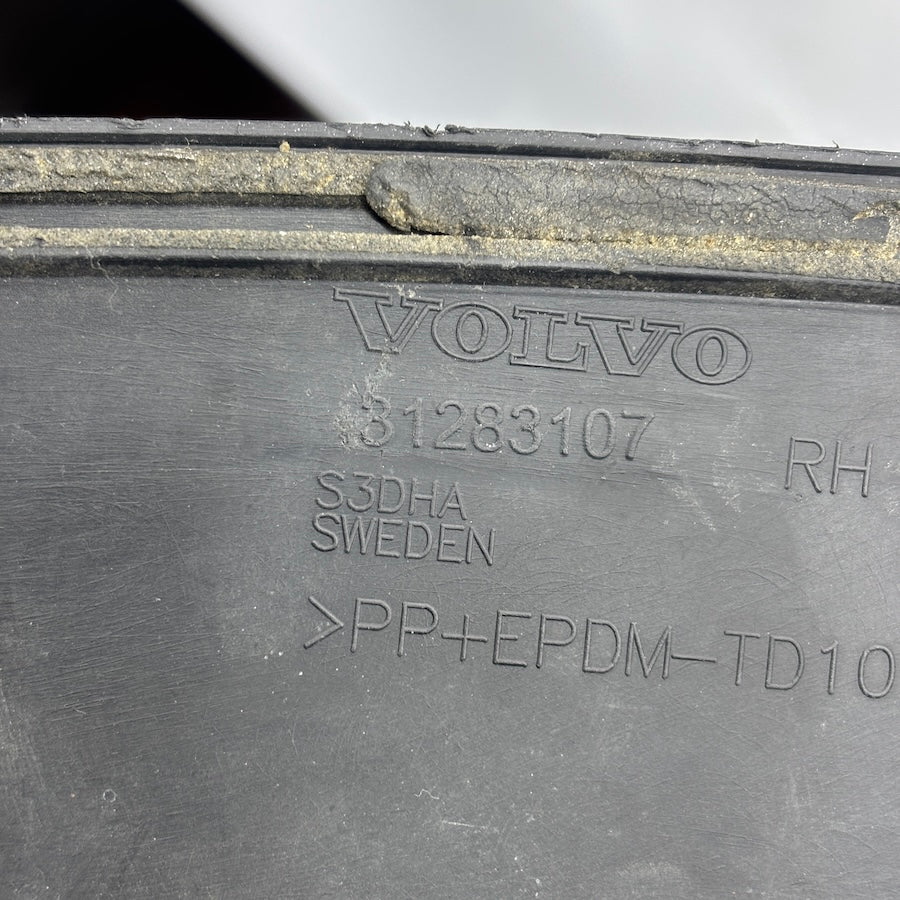 VOLVO
31283107
RH
S3DHA
SWEDEN
>PP+EPDM-TD10